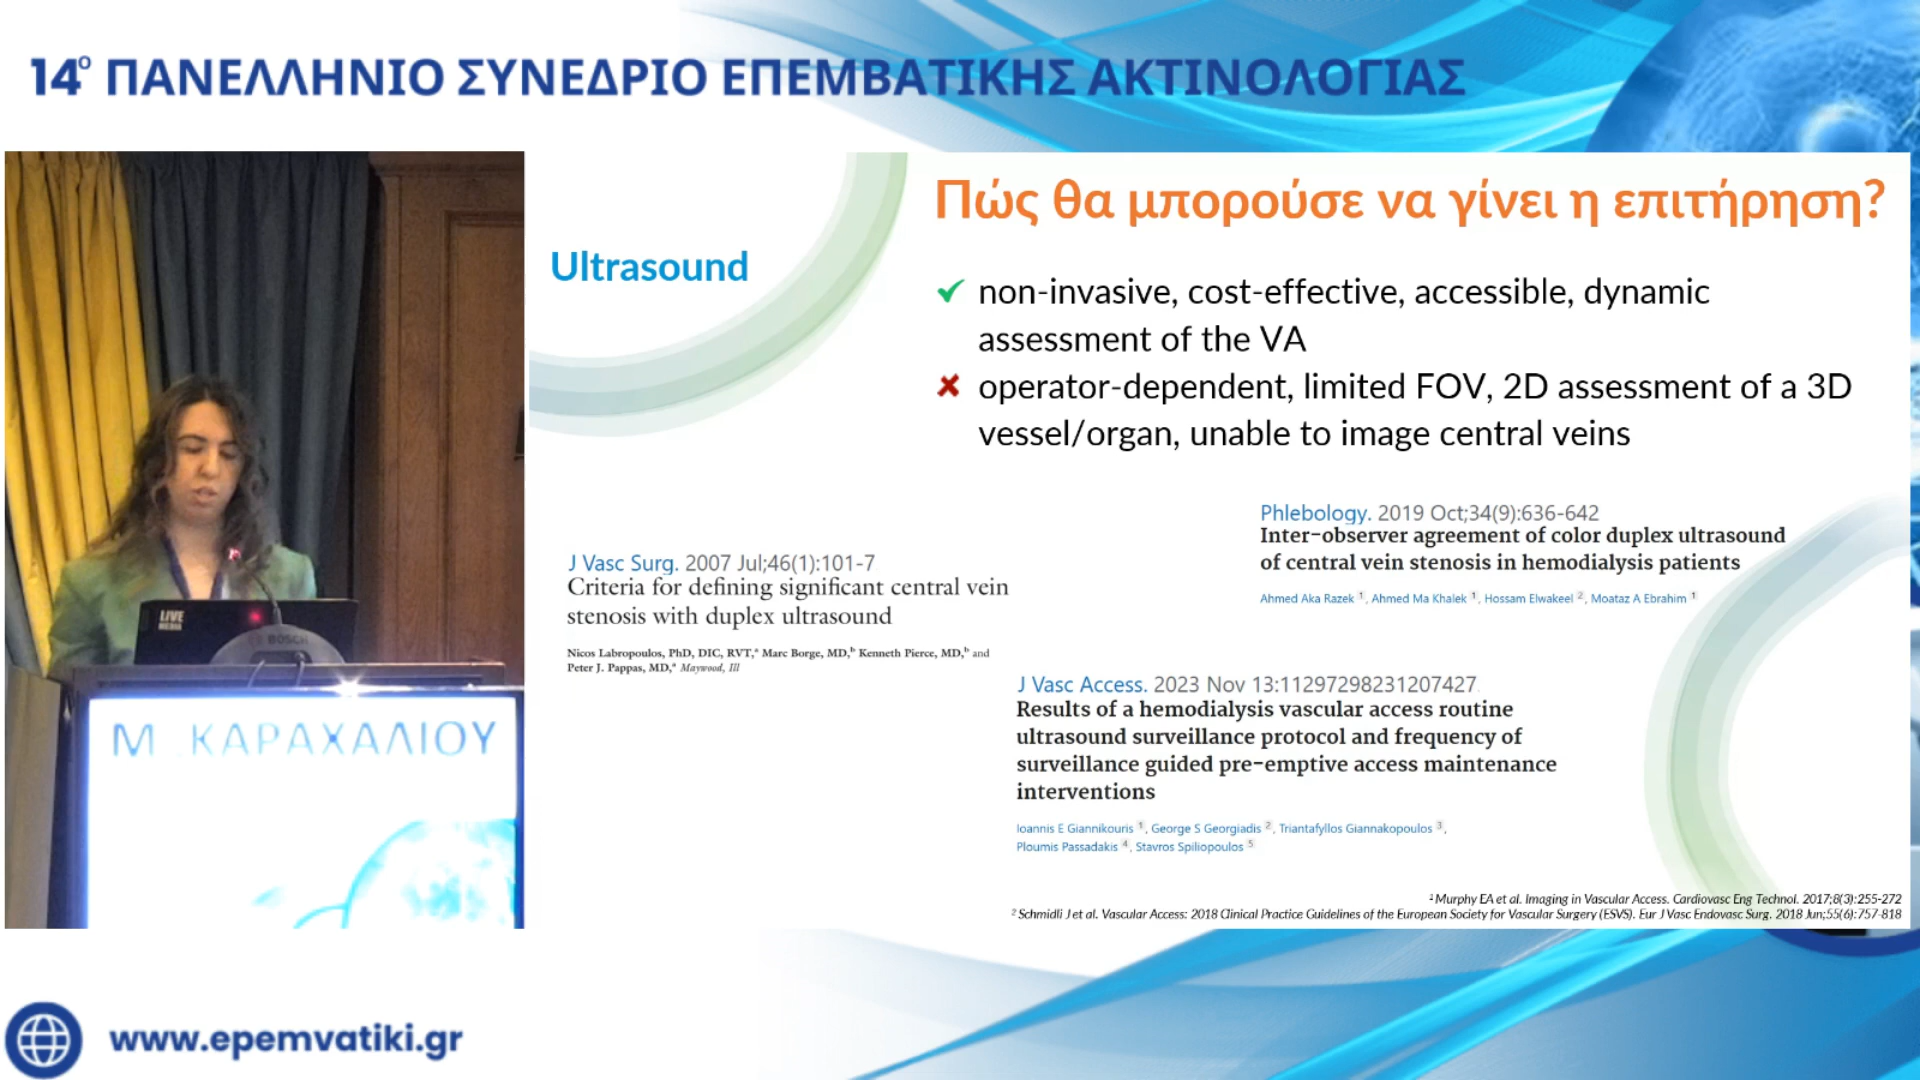 14ο ΠΑΝΕΛΛΗΝΙΟ ΣΥΝΕΔΡΙΟ ΕΠΕΜΒΑΤΙΚΗΣ ΑΚΤΙΝΟΛΟΓΙΑΣ
Πώς θα μπορούσε να γίνει η επιτήρηση?
Ultrasound
✓ non-invasive, cost-effective, accessible, dynamic
assessment of the VA
✗ operator-dependent, limited FOV, 2D assessment of a 3D
vessel/organ, unable to image central veins
Phlebology. 2019 Oct;34(9):636-642
Inter-observer agreement of color duplex ultrasound
of central vein stenosis in hemodialysis patients
Ahmed Aka Razek 1, Ahmed Ma Khalek 1, Hossam Elwakeel 2, Moataz A Ebrahim 1
J Vasc Surg. 2007 Jul;46(1):101-7
Criteria for defining significant central vein
stenosis with duplex ultrasound
Nicos Labropoulos, PhD, DIC, RVT,a Marc Borge, MD,b Kenneth Pierce, MD,b and
Peter J. Pappas, MD,a Maywood, Ill
J Vasc Access. 2023 Nov 13:11297298231207427.
Results of a hemodialysis vascular access routine
ultrasound surveillance protocol and frequency of
surveillance guided pre-emptive access maintenance
interventions
Ioannis E Giannikouris 1, George S Georgiadis 2, Triantafyllos Giannakopoulos 3,
Ploumis Passadakis 4, Stavros Spiliopoulos 5
1 Murphy EA et al. Imaging in Vascular Access. Cardiovasc Eng Technol. 2017;8(3):255-272
2 Schmidli J et al. Vascular Access: 2018 Clinical Practice Guidelines of the European Society for Vascular Surgery (ESVS). Eur J Vasc Endovasc Surg. 2018 Jun;55(6):757-818
LIVE
MEDIA
BOSCH
Μ .ΚΑΡΑΧΑΛΙΟΥ
www.epemvatiki.gr